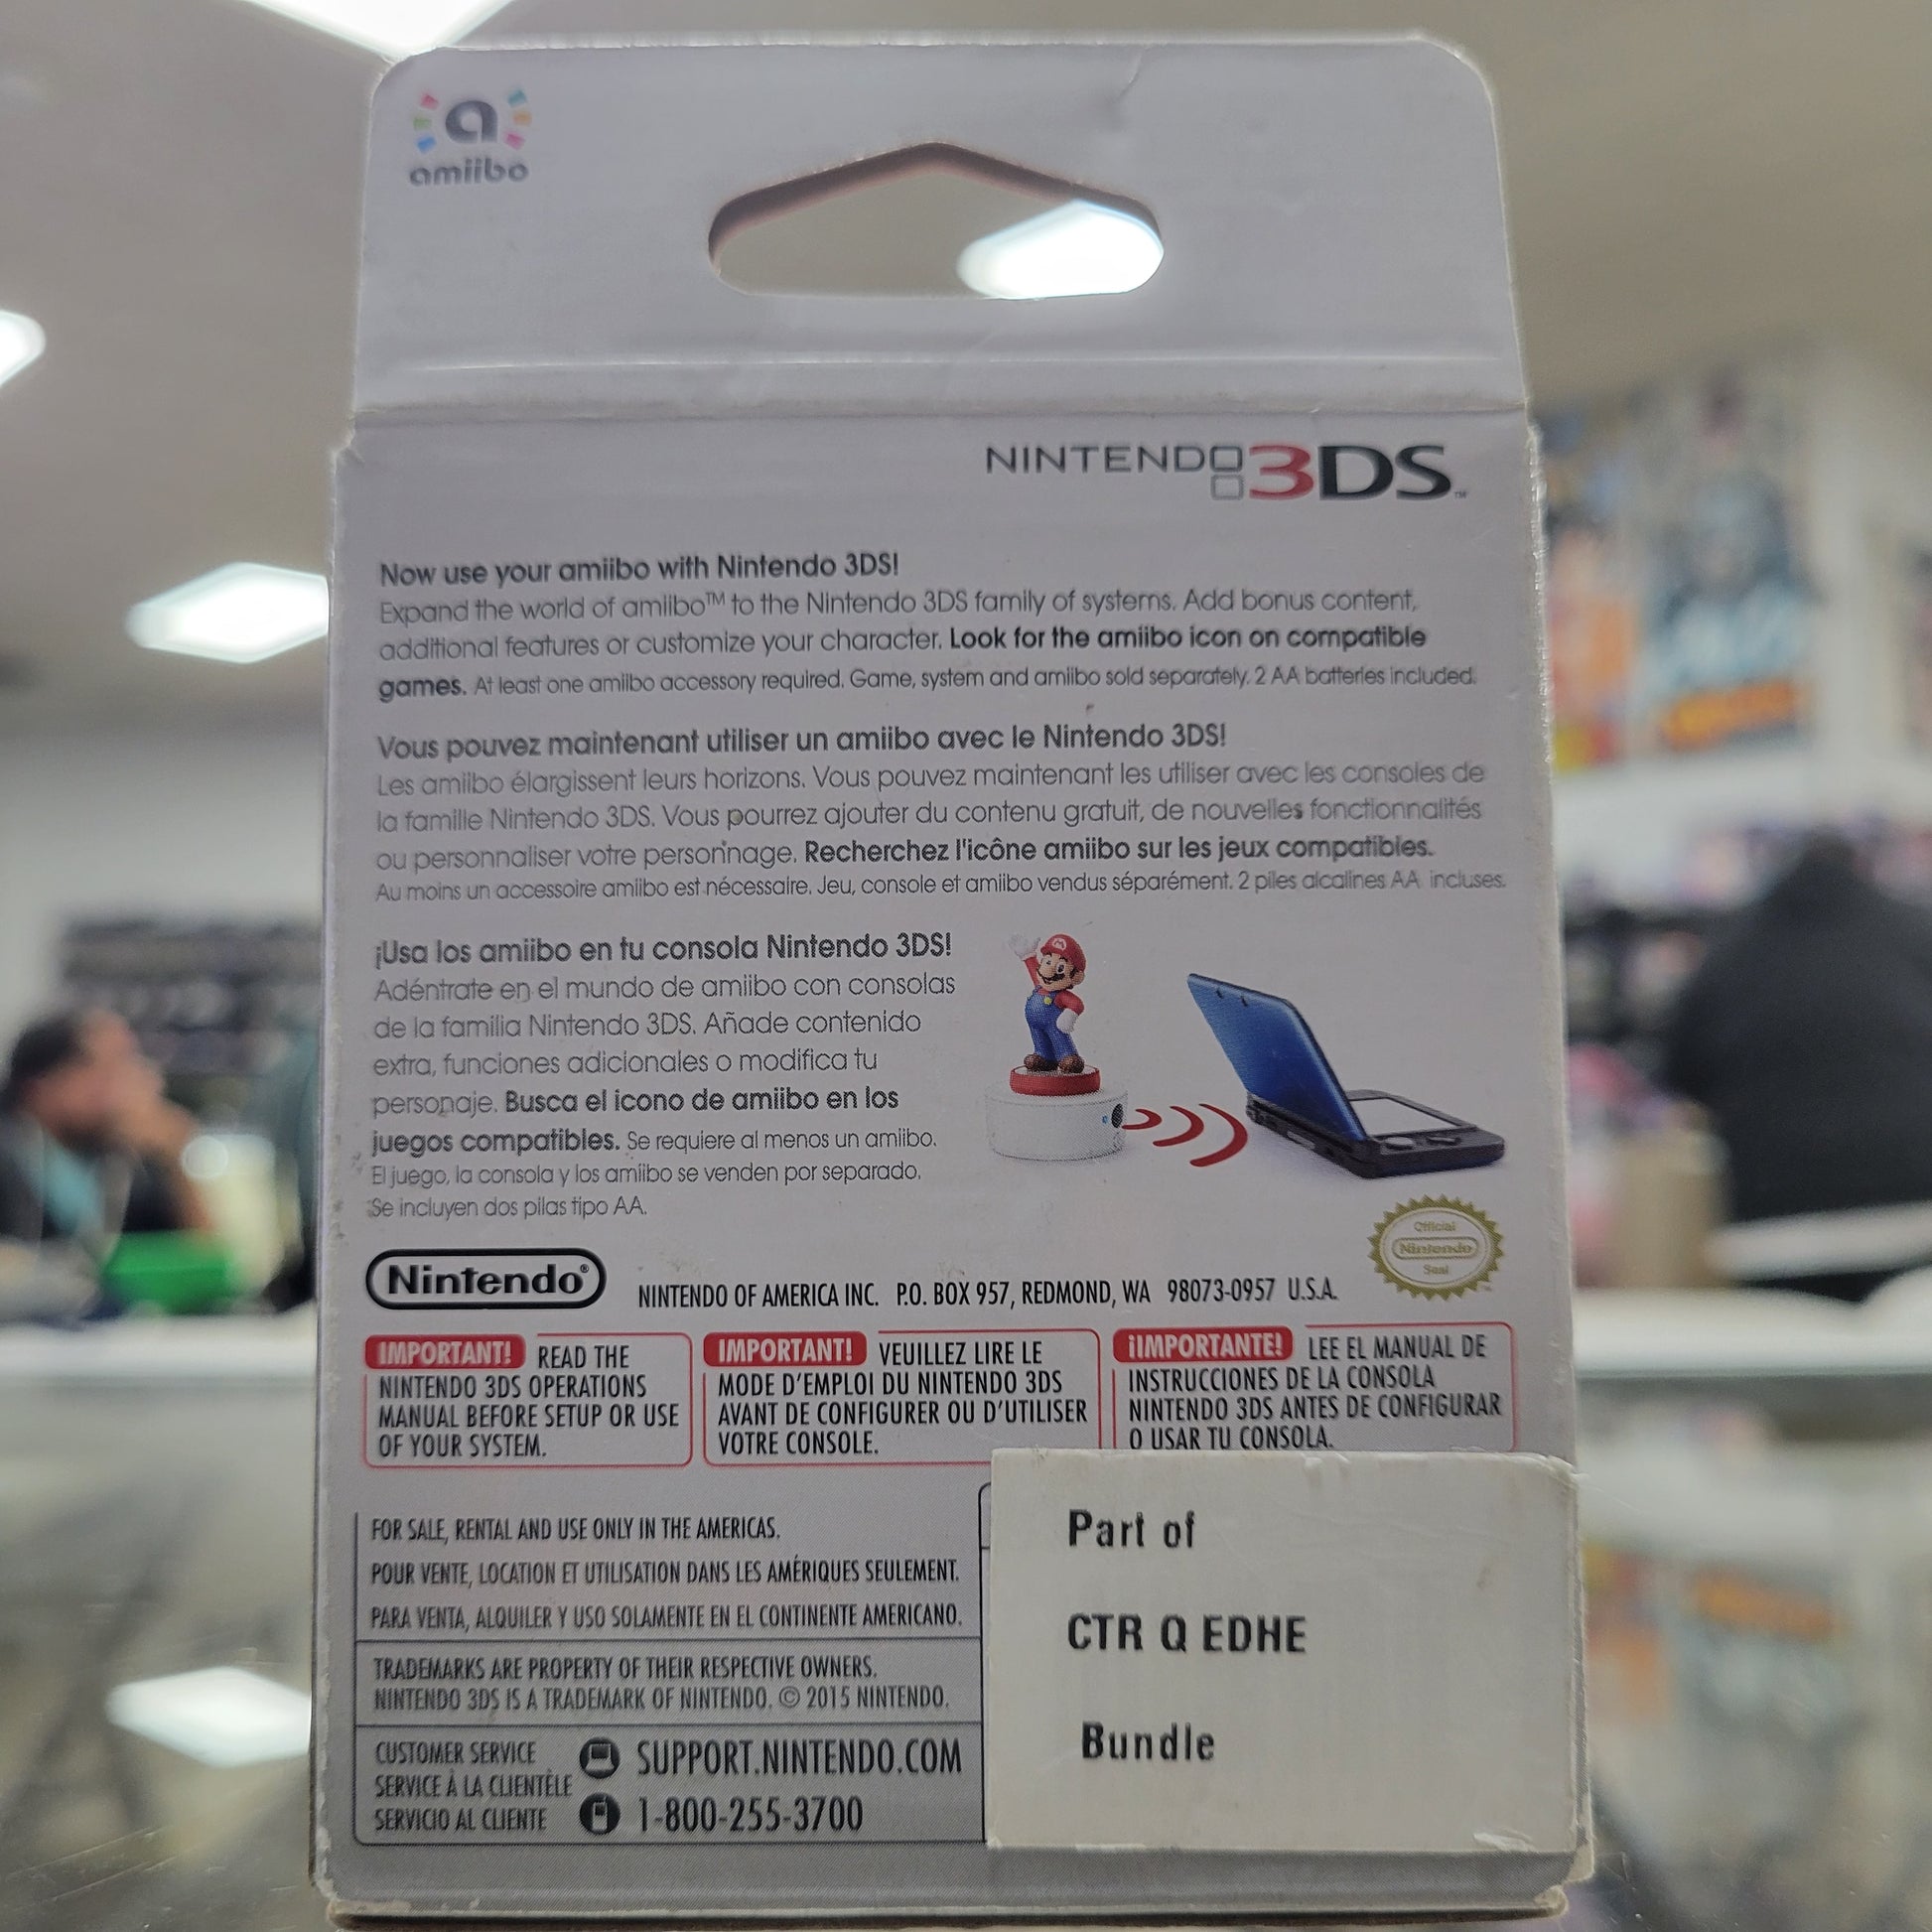 a
amiibo
NINTENDO 3DS™
Now use your amiibo with Nintendo 3DS!
Expand the world of amiibo™ to the Nintendo 3DS family of systems. Add bonus content,
additional features or customize your character. Look for the amiibo icon on compatible
games. At least one amiibo accessory required. Game, system and amiibo sold separately. 2 AA batteries included.
Vous pouvez maintenant utiliser un amiibo avec le Nintendo 3DS!
Les amiibo élargissent leurs horizons. Vous pouvez maintenant les utiliser avec les consoles de
la famille Nintendo 3DS. Vous pourrez ajouter du contenu gratuit, de nouvelles fonctionnalités
ou personnaliser votre personnage. Recherchez l'icône amiibo sur les jeux compatibles.
Au moins un accessoire amiibo est nécessaire. Jeu, console et amiibo vendus séparément. 2 piles alcalines AA incluses.
¡Usa los amiibo en tu consola Nintendo 3DS!
Adéntrate en el mundo de amiibo con consolas
de la familia Nintendo 3DS. Añade contenido
extra, funciones adicionales o modifica tu
personaje. Busca el icono de amiibo en los
juegos compatibles. Se requiere al menos un amiibo.
El juego, la consola y los amiibo se venden por separado.
Se incluyen dos pilas tipo AA.
Official
Nintendo
Seal
Nintendo®
NINTENDO OF AMERICA INC. P.O. BOX 957, REDMOND, WA 98073-0957 U.S.A.
IMPORTANT! READ THE
NINTENDO 3DS OPERATIONS
MANUAL BEFORE SETUP OR USE
OF YOUR SYSTEM.
IMPORTANT! VEUILLEZ LIRE LE
MODE D'EMPLOI DU NINTENDO 3DS
AVANT DE CONFIGURER OU D'UTILISER
VOTRE CONSOLE.
¡IMPORTANTE! LEE EL MANUAL DE
INSTRUCCIONES DE LA CONSOLA
NINTENDO 3DS ANTES DE CONFIGURAR
O USAR TU CONSOLA.
FOR SALE, RENTAL AND USE ONLY IN THE AMERICAS.
POUR VENTE, LOCATION ET UTILISATION DANS LES AMÉRIQUES SEULEMENT.
PARA VENTA, ALQUILER Y USO SOLAMENTE EN EL CONTINENTE AMERICANO.
TRADEMARKS ARE PROPERTY OF THEIR RESPECTIVE OWNERS.
NINTENDO 3DS IS A TRADEMARK OF NINTENDO. © 2015 NINTENDO.
CUSTOMER SERVICE
SERVICE À LA CLIENTÈLE
SERVICIO AL CLIENTE
SUPPORT.NINTENDO.COM
1-800-255-3700
Part of
CTR Q EDHE
Bundle